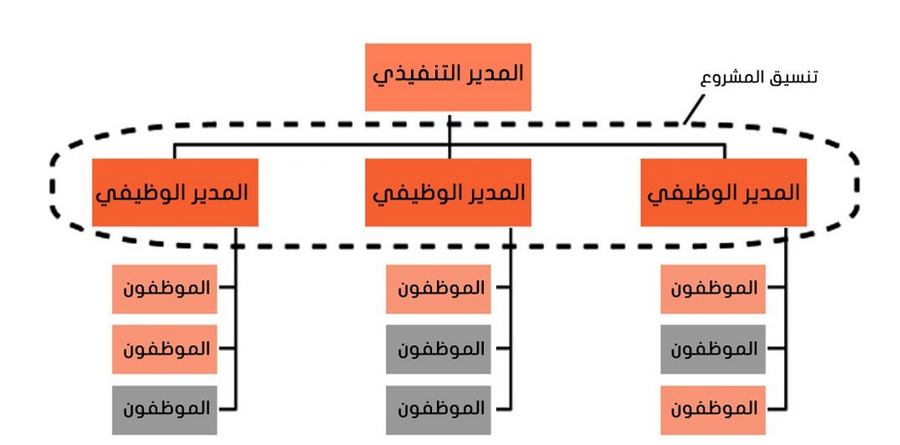 المدير التنفيذي
تنسيق المشروع
المدير الوظيفي
المدير الوظيفي
المدير الوظيفي
الموظفون
الموظفون
الموظفون
الموظفون
الموظفون
الموظفون
الموظفون
الموظفون
الموظفون